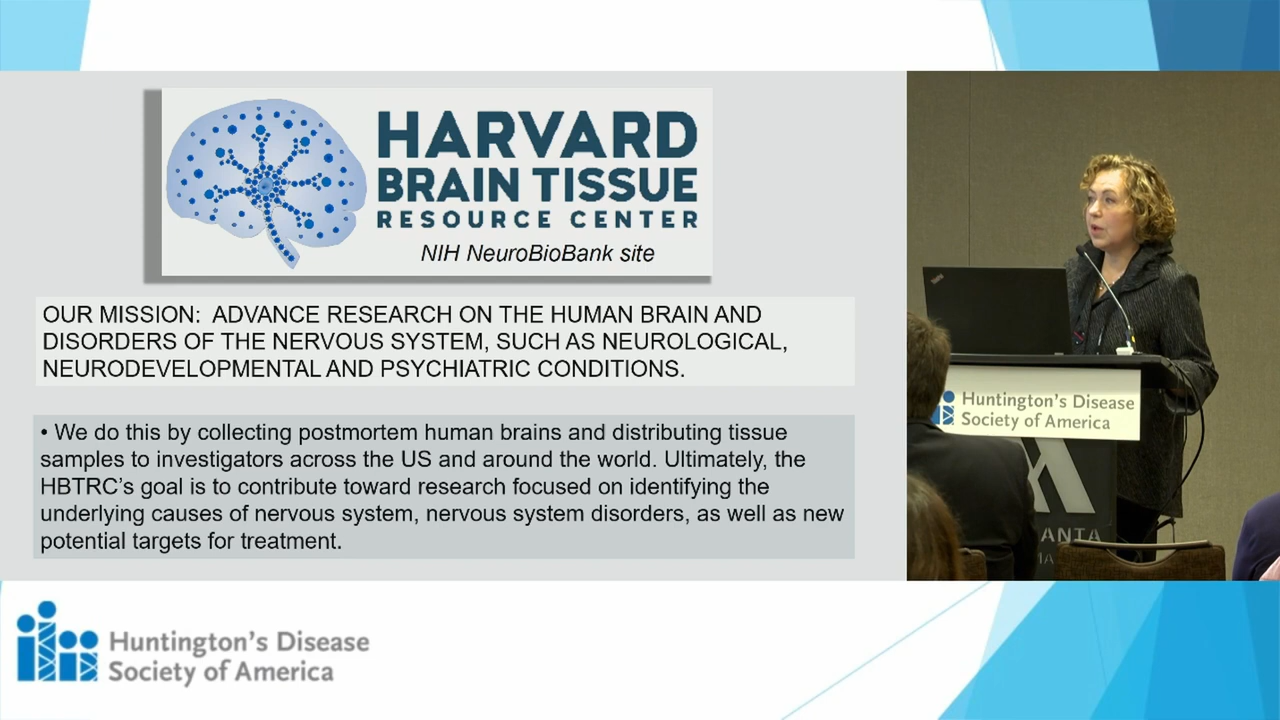 HARVARD
BRAIN TISSUE
RESOURCE CENTER
NIH NeuroBioBank site
OUR MISSION: ADVANCE RESEARCH ON THE HUMAN BRAIN AND
DISORDERS OF THE NERVOUS SYSTEM, SUCH AS NEUROLOGICAL,
NEURODEVELOPMENTAL AND PSYCHIATRIC CONDITIONS.
• We do this by collecting postmortem human brains and distributing tissue
samples to investigators across the US and around the world. Ultimately, the
HBTRC's goal is to contribute toward research focused on identifying the
underlying causes of nervous system, nervous system disorders, as well as new
potential targets for treatment.
Huntington's Disease
Society of America
ANTA
Huntington's Disease
Society of America